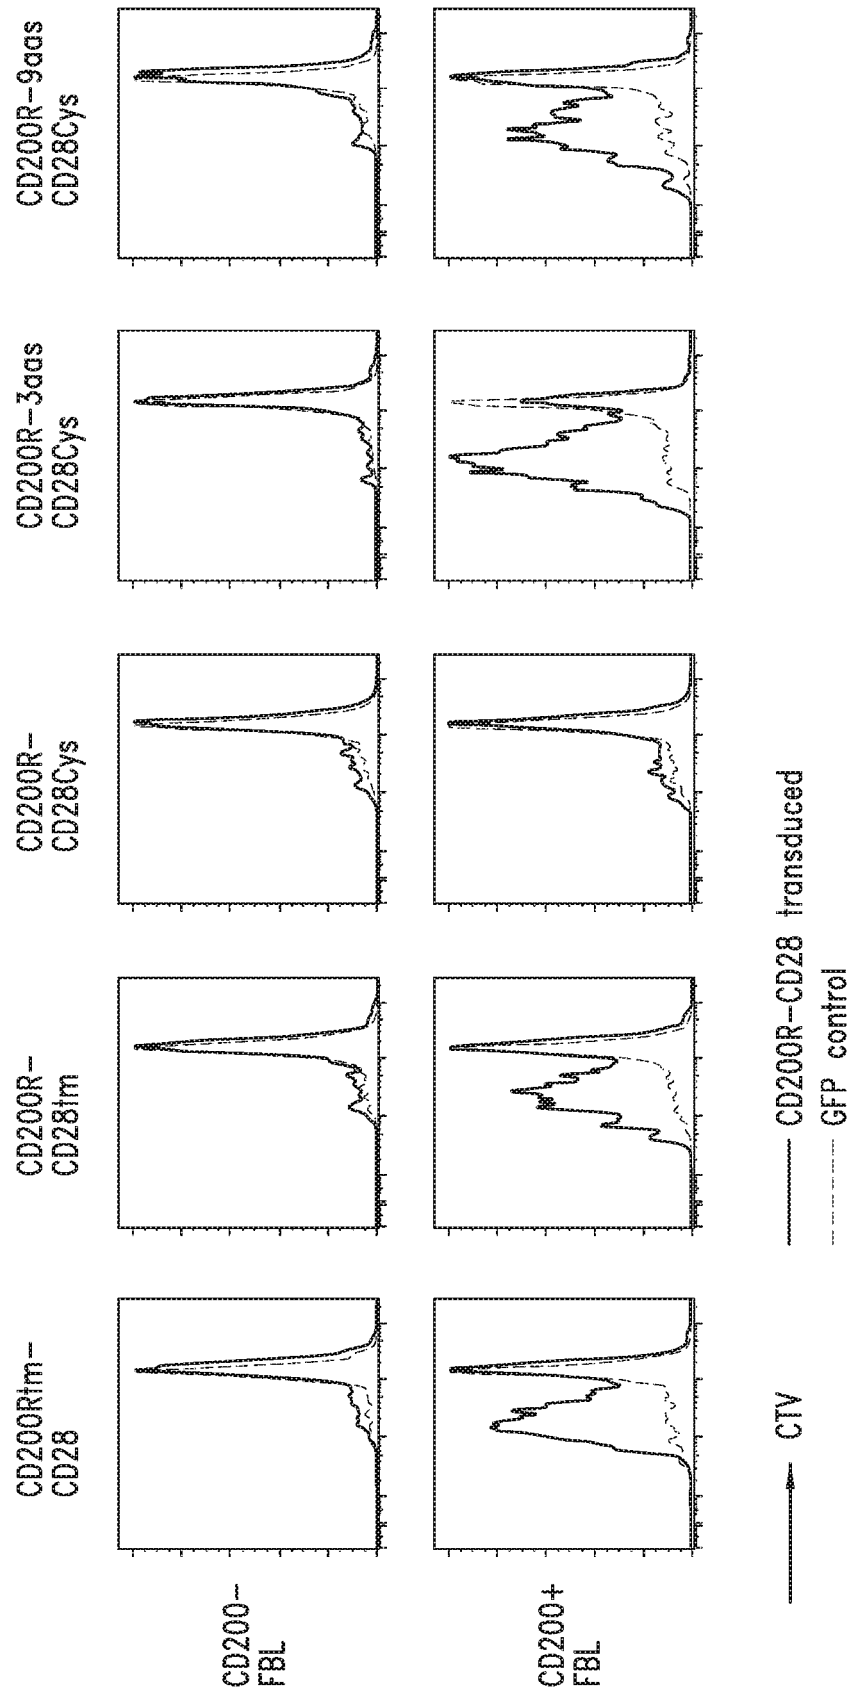 CD200Rtm-
CD28
CD200R-
CD28tm
CD200R-
CD28Cys
CD200R-3aas
CD28Cys
CD200R-9aas
CD28Cys
CD200-
FBL
CD200+
FBL
CTV
CD200R-CD28 transduced
GFP control